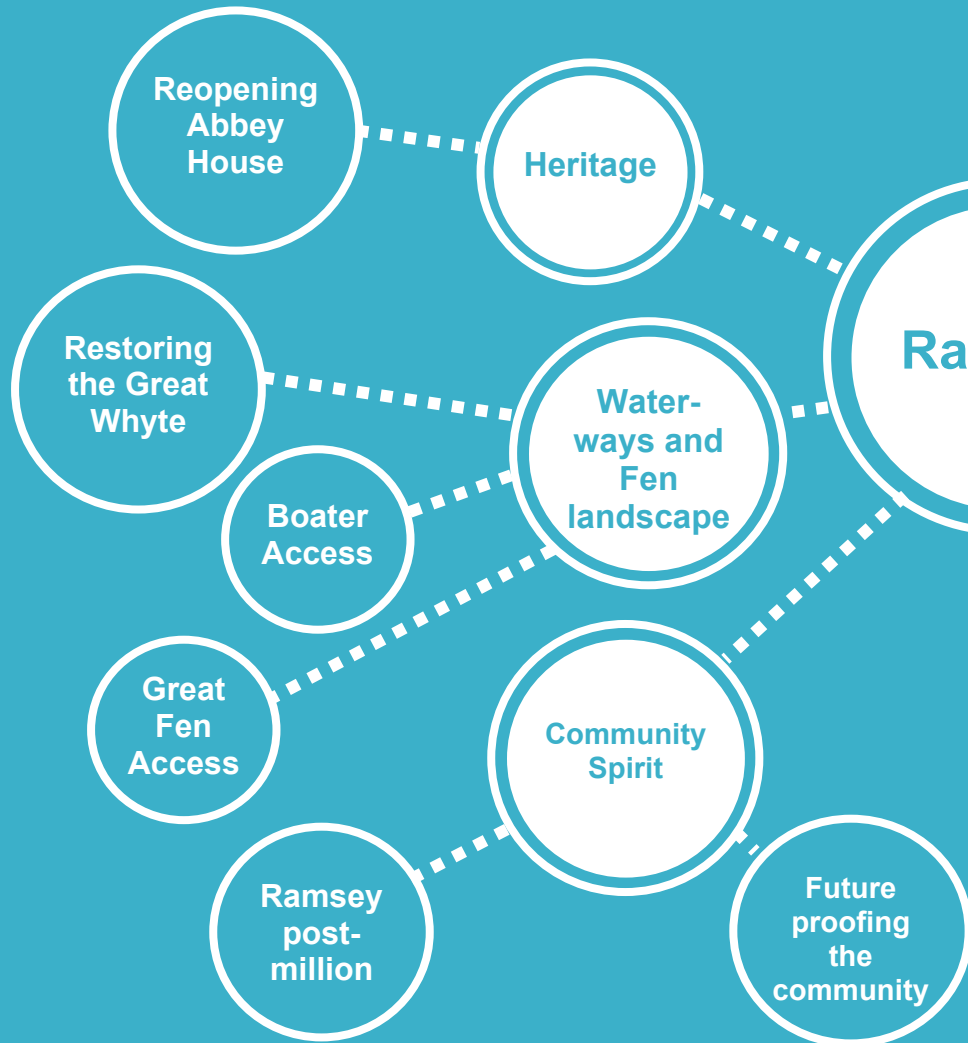 Reopening
Abbey
House
Heritage
Restoring
the Great
Whyte
Water-
ways and
Fen
landscape
Ra
Boater
Access
Great
Fen
Access
Community
Spirit
Ramsey
post-
million
Future
proofing
the
community